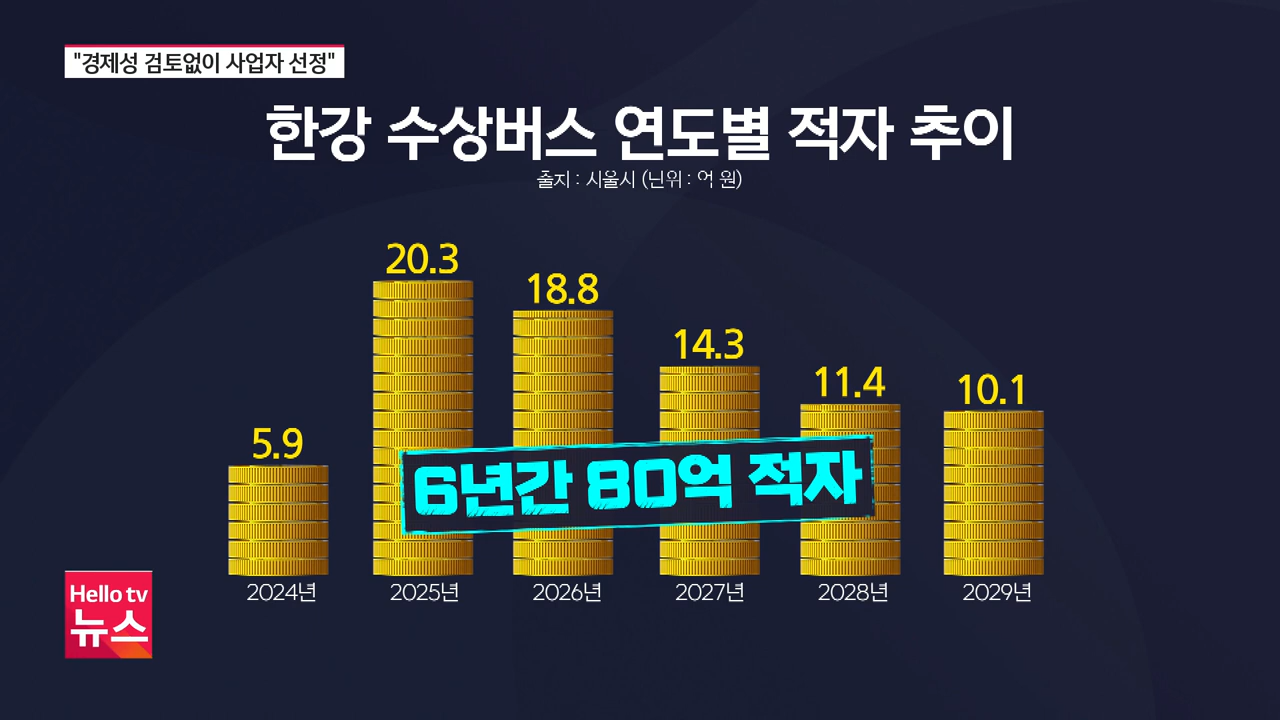 "경제성 검토없이 사업자 선정"
한강 수상버스 연도별 적자 추이
출처 : 서울시 (단위 : 억 원)
20.3
18.8
14.3
11.4
10.1
5.9
6년간 80억 적자
2024년 2025년 2026년 2027년 2028년 2029년
Hello tv
뉴스